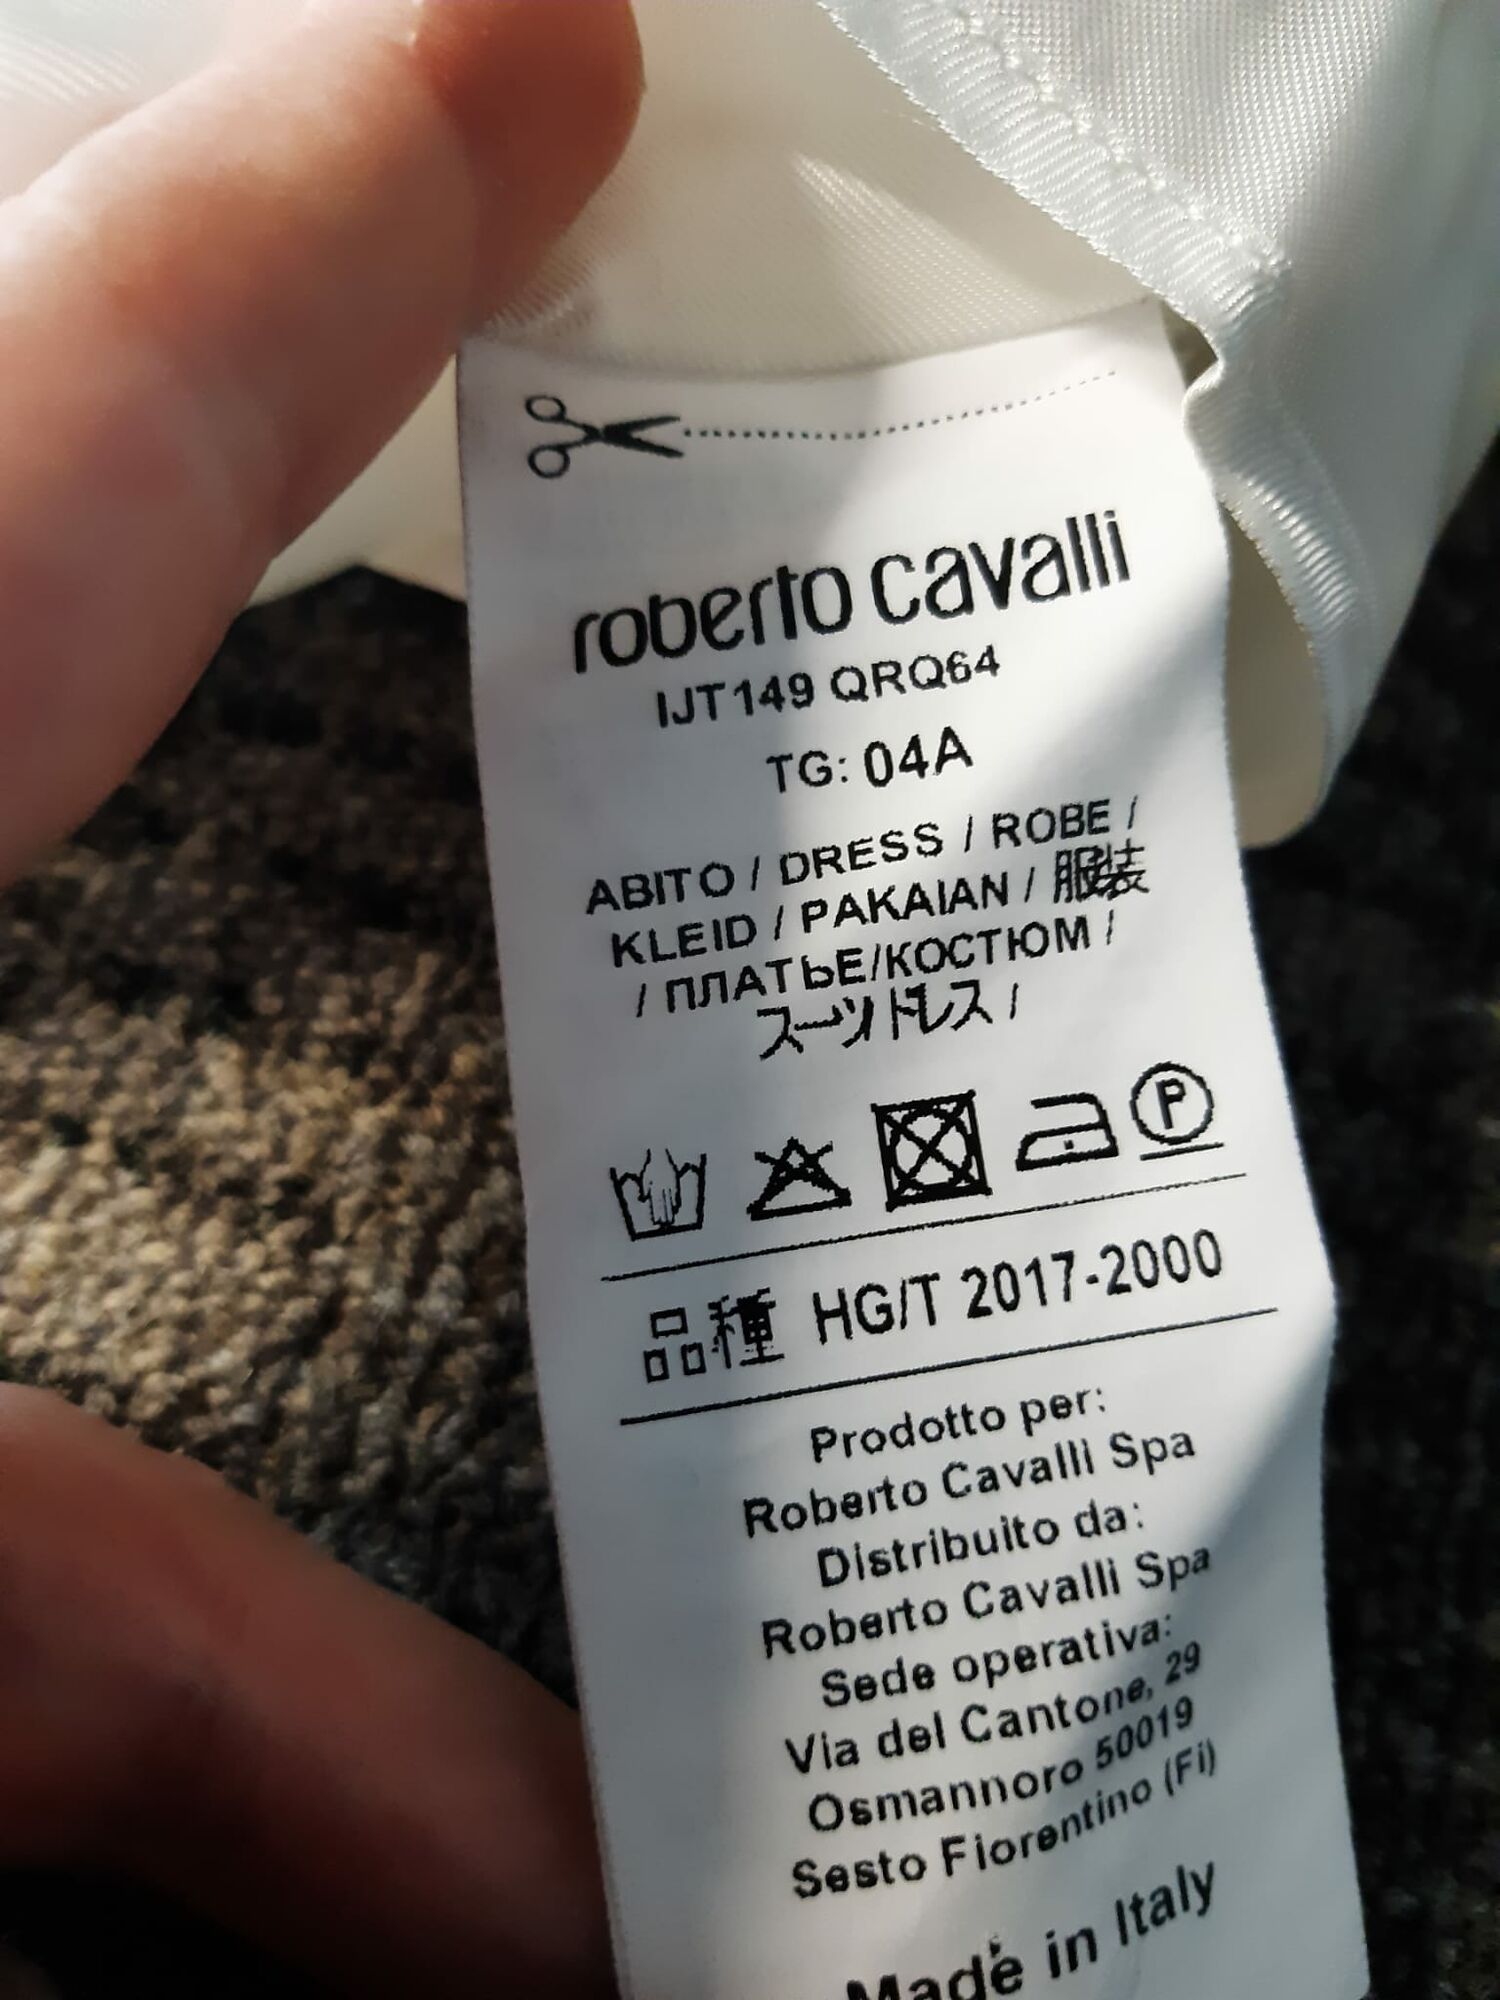 roberto cavalli
IJT149 QRQ64
TG: 04A
ABITO / DRESS / ROBE /
KLEID / PAKAIAN / 服装
/ ПЛАТЬЕ/КОСТЮМ /
スーツドレス /
P
品種 HG/T 2017-2000
Prodotto per:
Roberto Cavalli Spa
Distribuito da:
Roberto Cavalli Spa
Sede operativa:
Via del Cantone, 29
Osmannoro 50019
Sesto Fiorentino (Fi)
Made in Italy